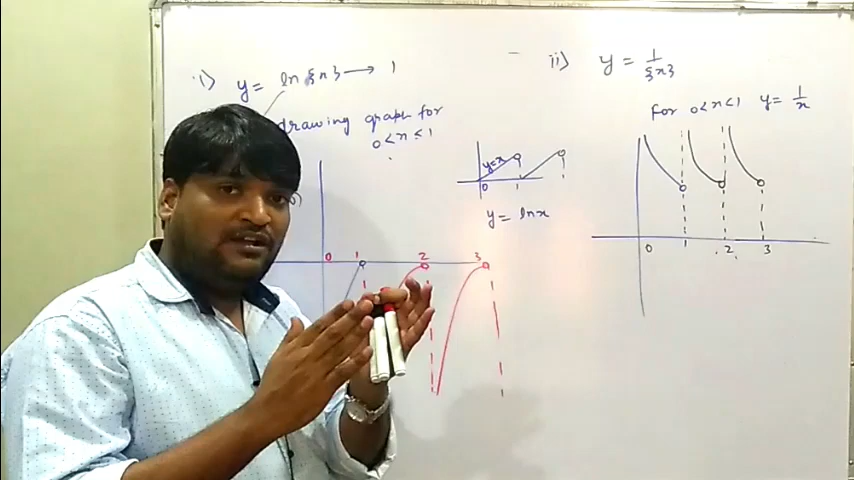 i) y = ln {x} → 1
drawing graph for
0<x≤1
y=x
0 1
y = lnx
0 1 2 3
ii) y = 1/{x}
For 0<x<1 y = 1/x
0 1 2 3